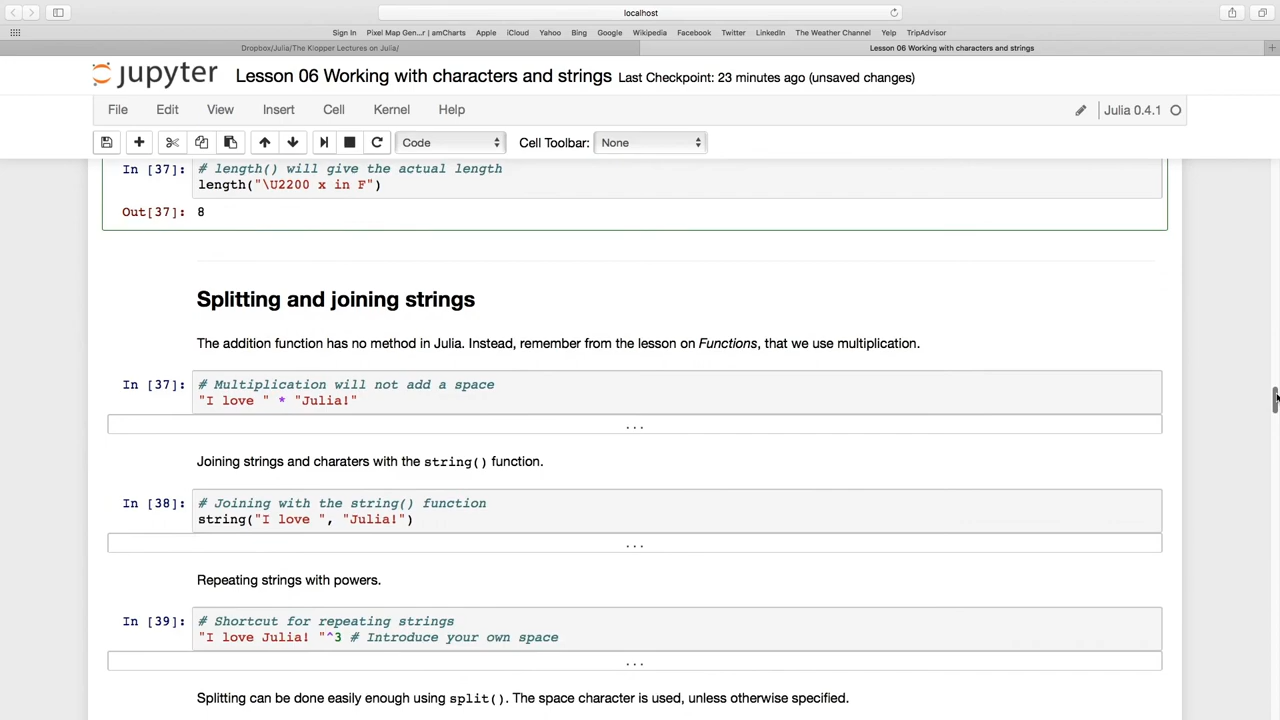 localhost
Sign In Pixel Map Gen...r | amCharts Apple iCloud Yahoo Bing Google Wikipedia Facebook Twitter LinkedIn The Weather Channel Yelp TripAdvisor
Dropbox/Julia/The Klopper Lectures on Julia/ Lesson 06 Working with characters and strings
jupyter Lesson 06 Working with characters and strings Last Checkpoint: 23 minutes ago (unsaved changes)
File Edit View Insert Cell Kernel Help Julia 0.4.1
Code Cell Toolbar: None
In [37]: # length() will give the actual length
length("\U2200 x in F")
Out[37]: 8
Splitting and joining strings
The addition function has no method in Julia. Instead, remember from the lesson on Functions, that we use multiplication.
In [37]: # Multiplication will not add a space
"I love " * "Julia!"
...
Joining strings and charaters with the string() function.
In [38]: # Joining with the string() function
string("I love ", "Julia!")
...
Repeating strings with powers.
In [39]: # Shortcut for repeating strings
"I love Julia! "^3 # Introduce your own space
...
Splitting can be done easily enough using split(). The space character is used, unless otherwise specified.